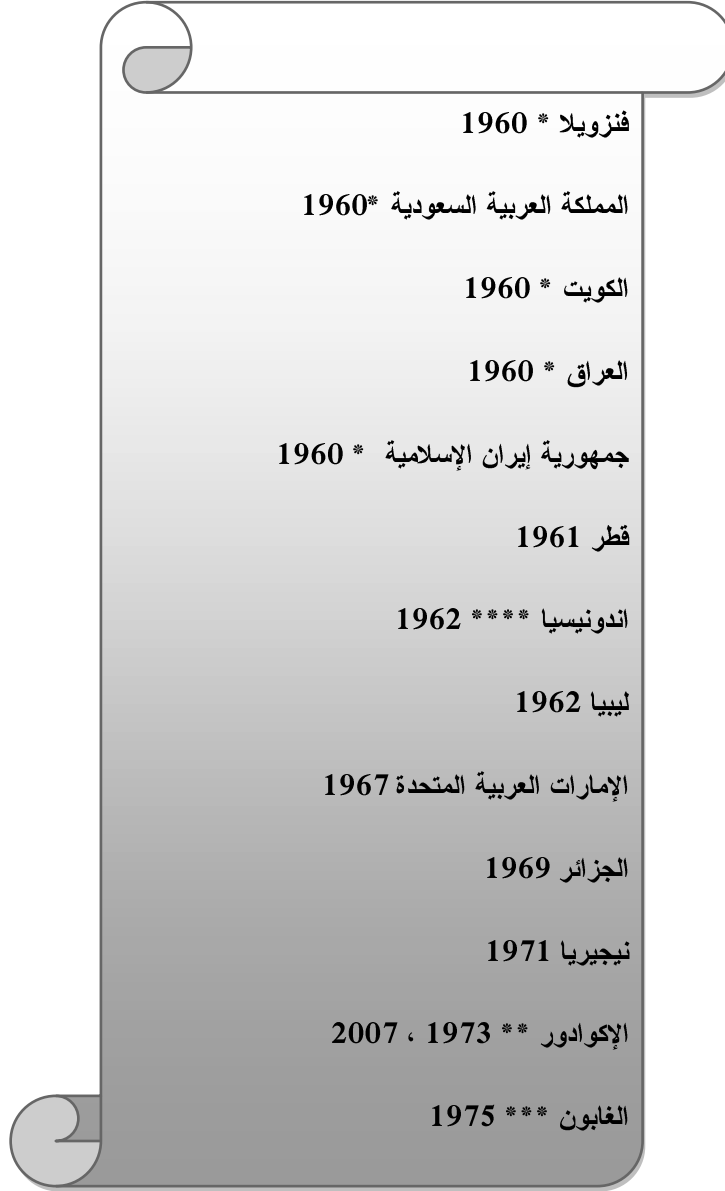 فنزويلا * 1960
المملكة العربية السعودية *1960
الكويت * 1960
العراق * 1960
جمهورية إيران الإسلامية * 1960
قطر 1961
اندونيسيا **** 1962
ليبيا 1962
الإمارات العربية المتحدة 1967
الجزائر 1969
نيجيريا 1971
الإكوادور ** 1973 ، 2007
الغابون *** 1975